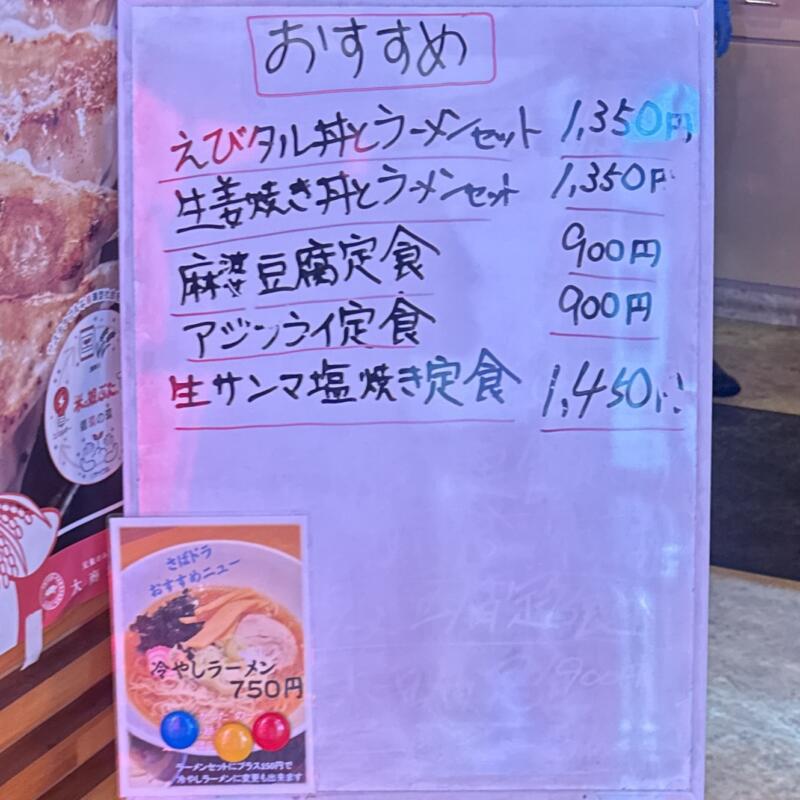 おすすめ
えびタル丼とラーメンセット 1,350円
生姜焼き丼とラーメンセット 1,350円
麻婆豆腐定食 900円
アジフライ定食 900円
生サンマ塩焼き定食 1,450円
さばドラ
おすすめニュー
冷やしラーメン
750円
ラーメンセットにプラス250円で
冷やしラーメンに変更も出来ます